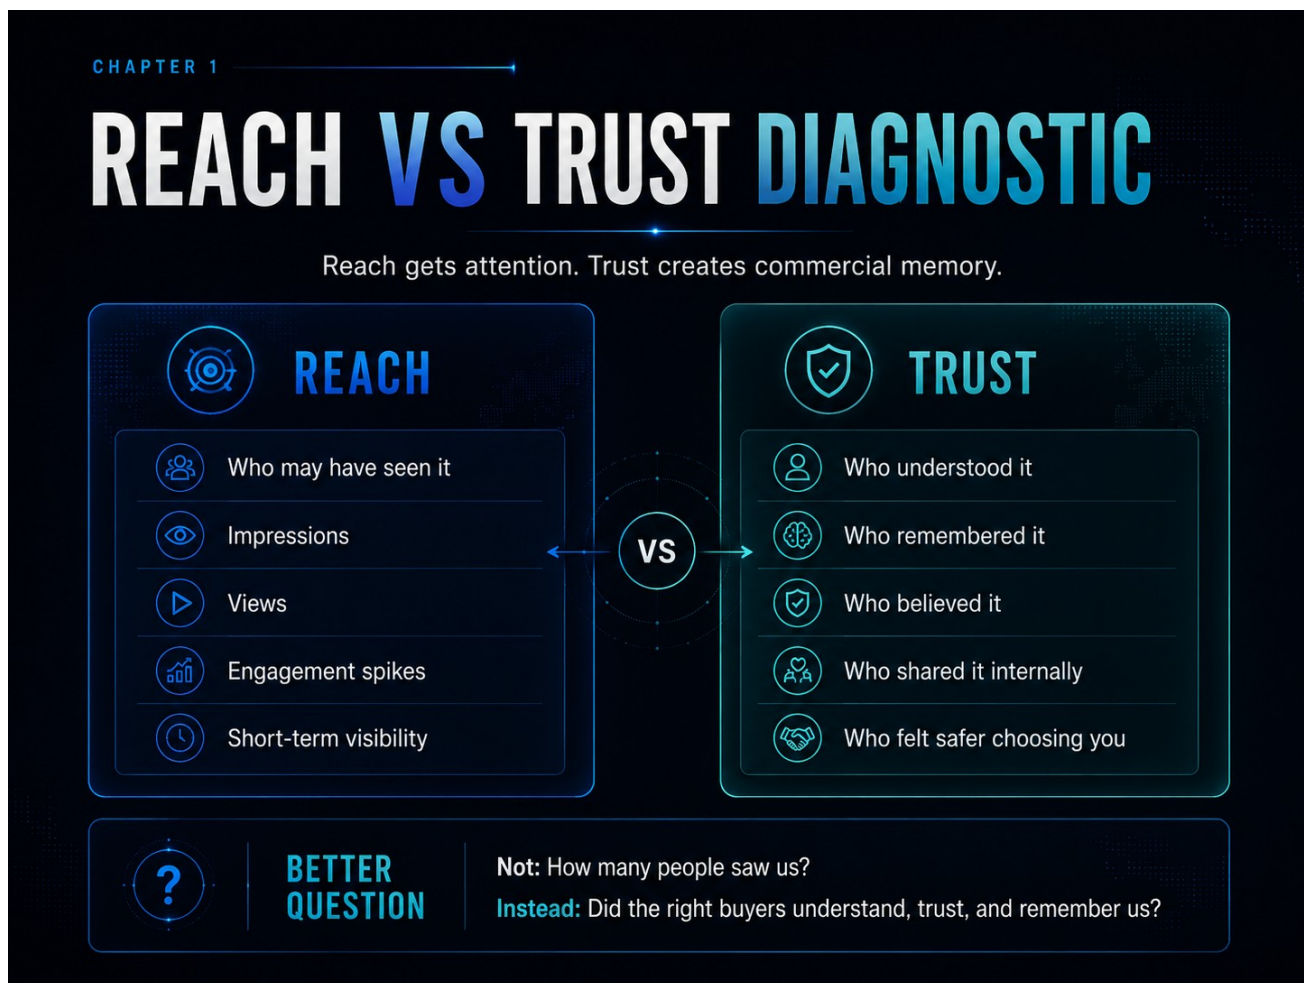 CHAPTER 1
REACH VS TRUST DIAGNOSTIC
Reach gets attention. Trust creates commercial memory.
REACH
Who may have seen it
Impressions
Views
Engagement spikes
Short-term visibility
VS
TRUST
Who understood it
Who remembered it
Who believed it
Who shared it internally
Who felt safer choosing you
?
BETTER
QUESTION
Not: How many people saw us?
Instead: Did the right buyers understand, trust, and remember us?